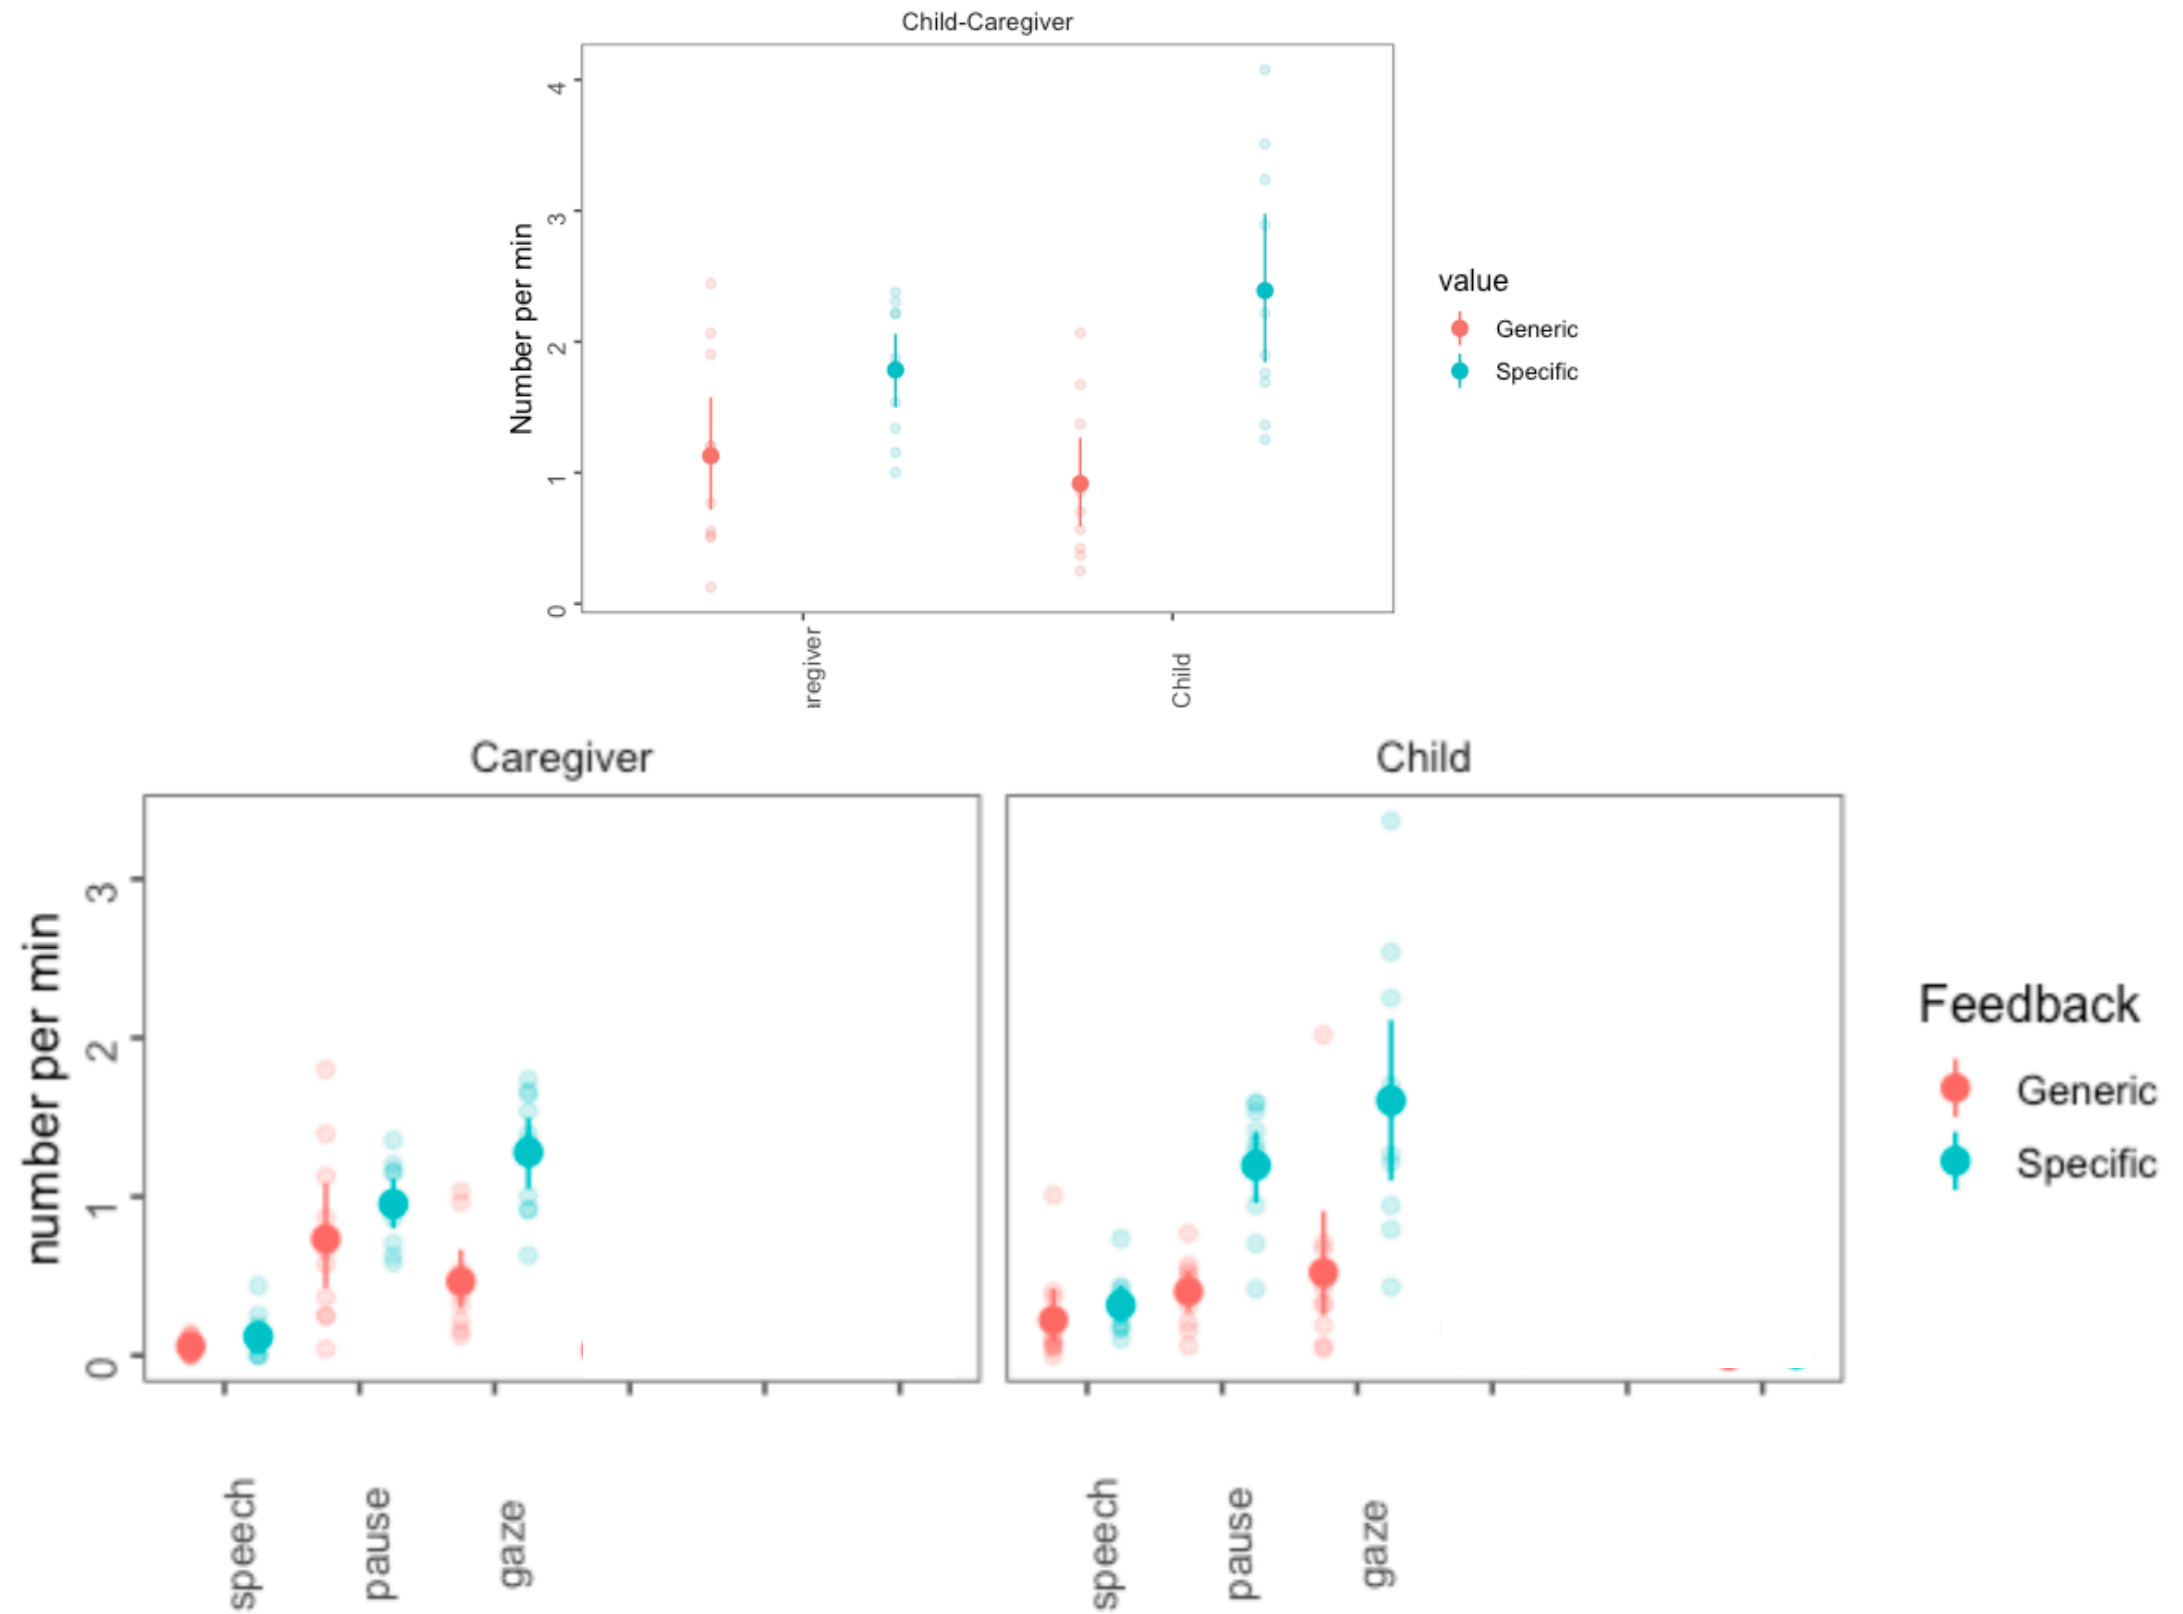 Child-Caregiver
Number per min
4
3
2
1
0
aregiver
Child
value
Generic
Specific
Caregiver
Child
number per min
3
2
1
0
speech
pause
gaze
speech
pause
gaze
Feedback
Generic
Specific